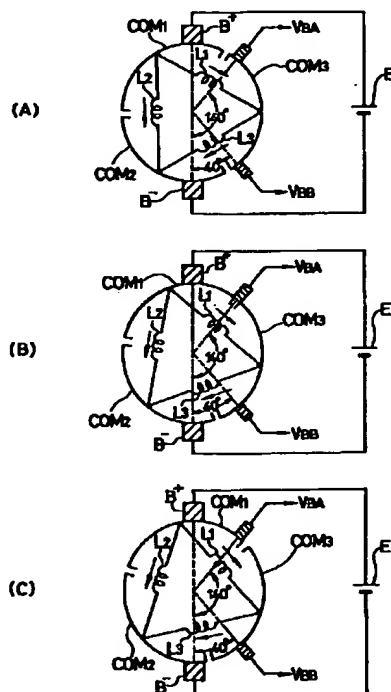 (A)
COM1
B+
VBA
L1
L2
COM3
E
140°
L3
40°
COM2
B-
VBB
(B)
COM1
B+
VBA
L1
L2
COM3
E
140°
L3
40°
COM2
B-
VBB
(C)
B+
COM1
VBA
L1
L2
COM3
E
140°
L3
40°
COM2
B-
VBB